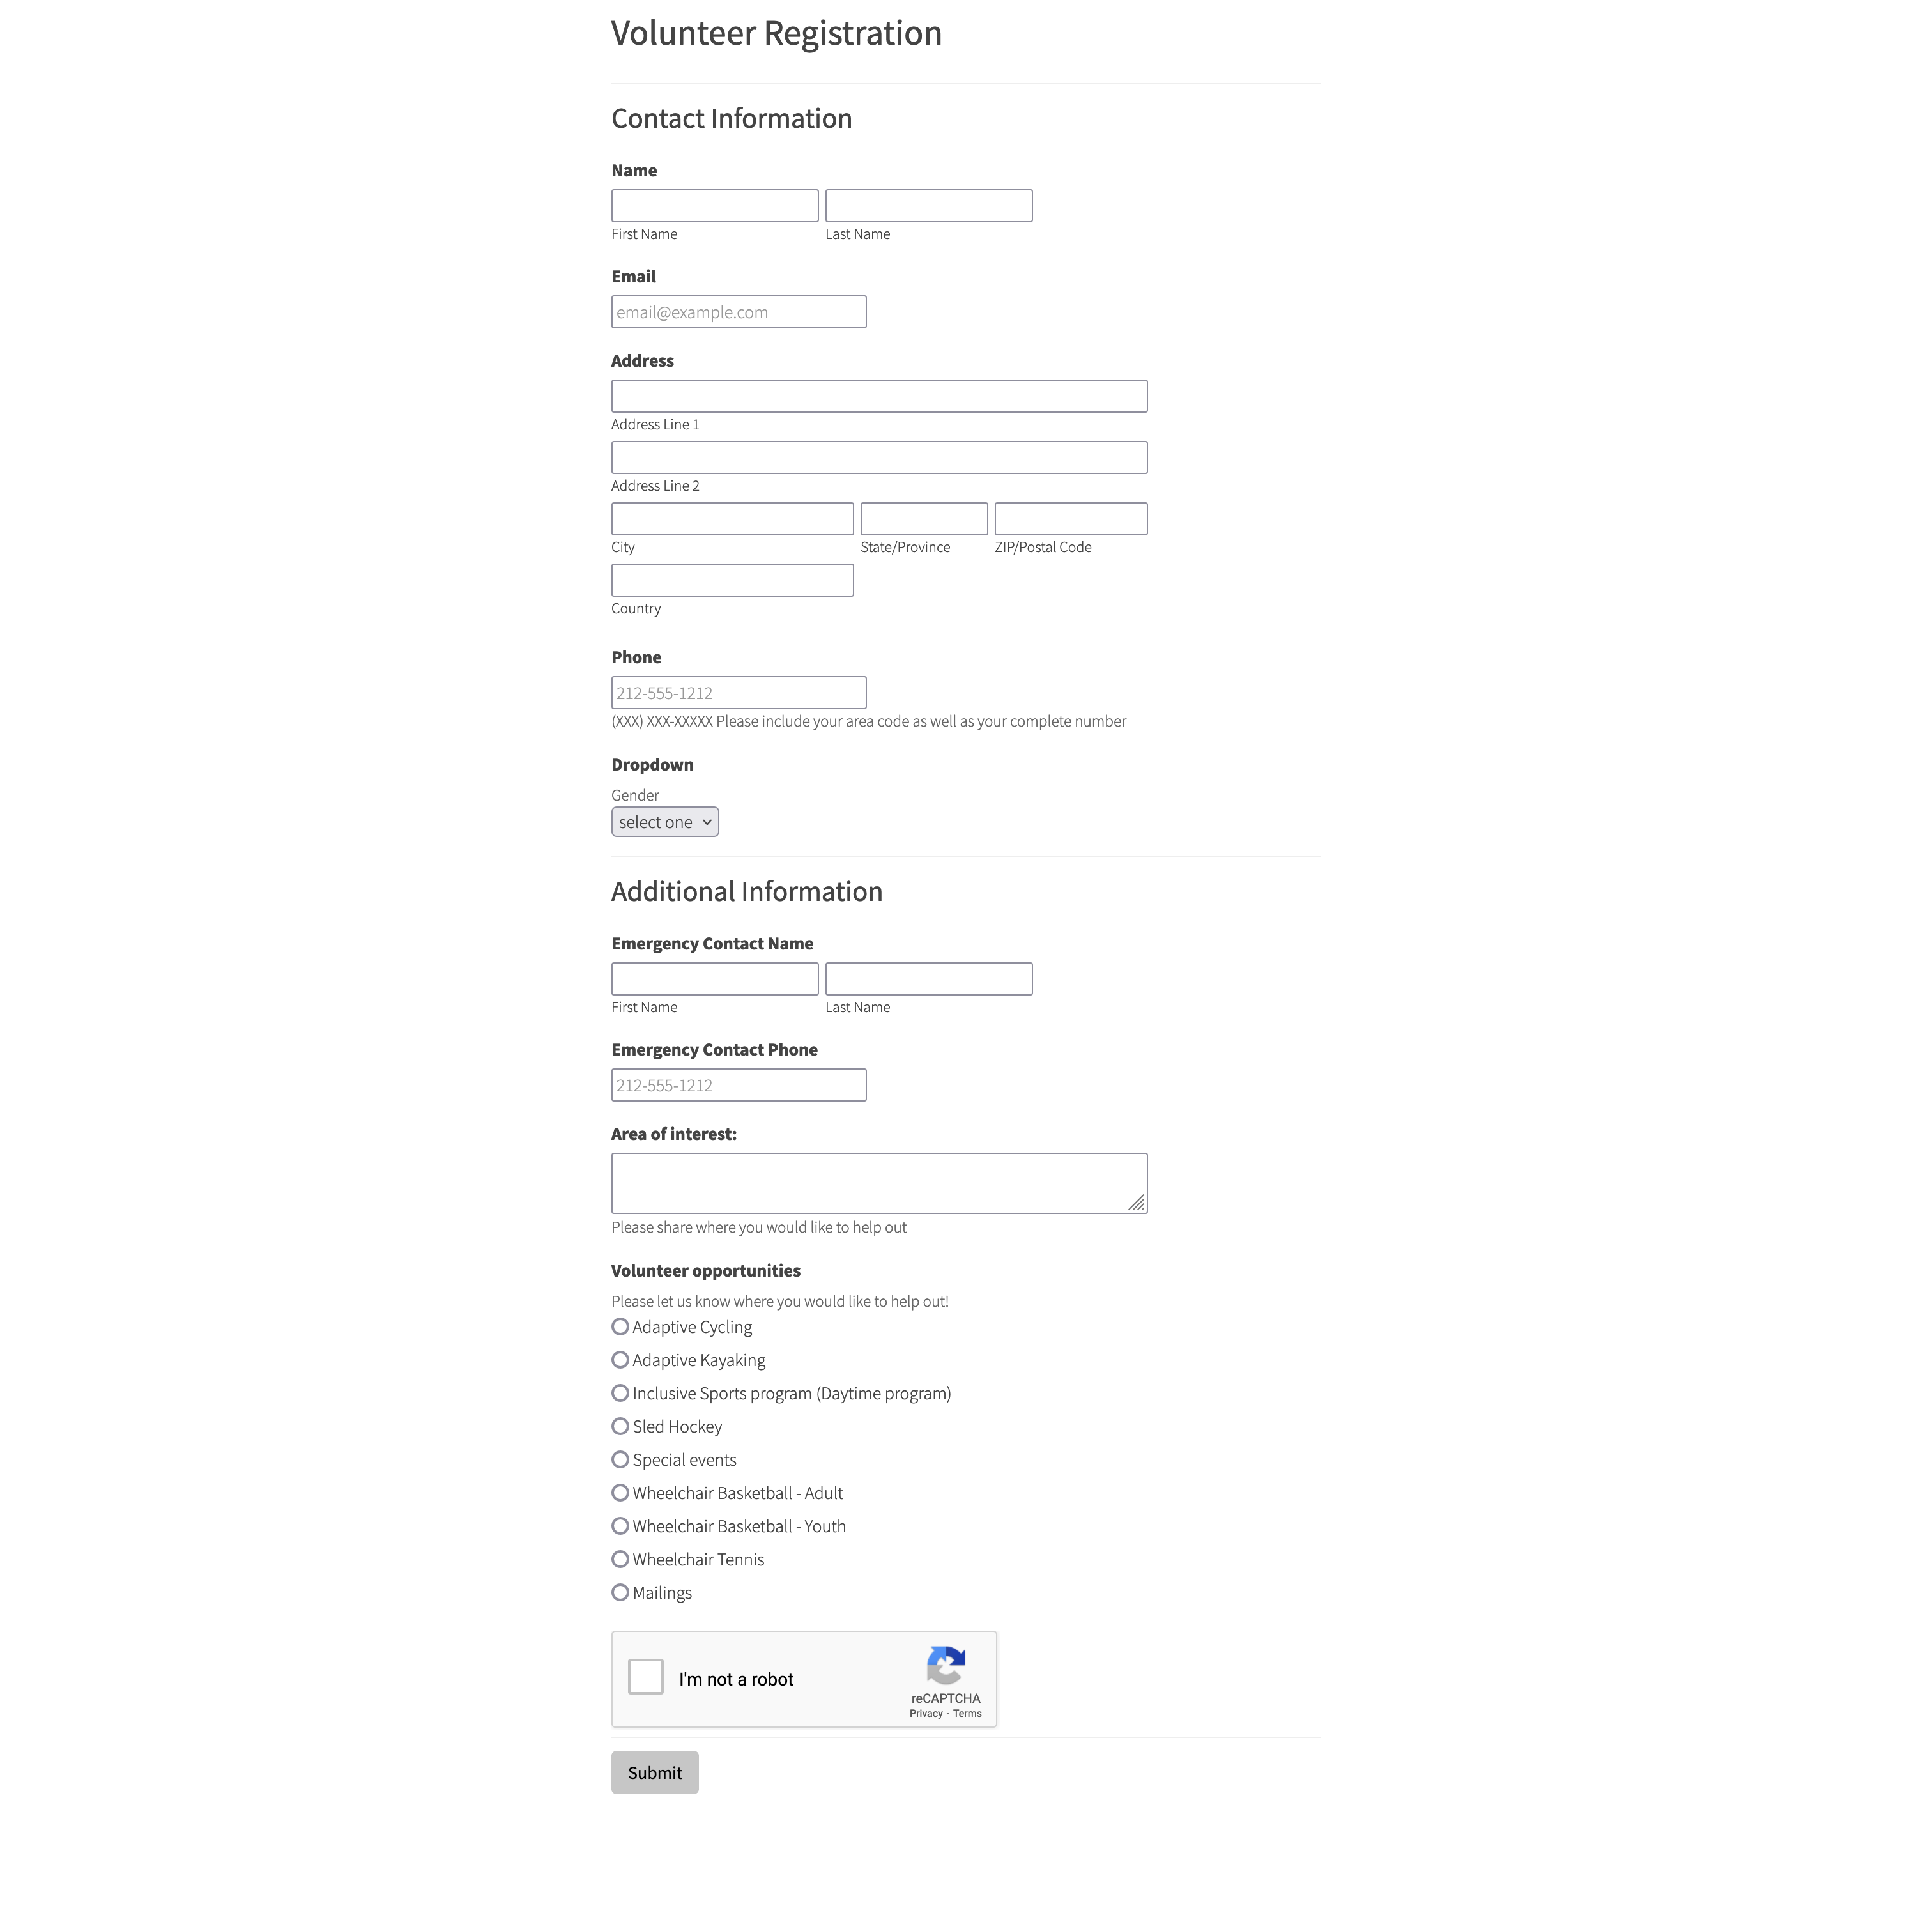 Volunteer Registration
Contact Information
Name
First Name Last Name
Email
email@example.com
Address
Address Line 1
Address Line 2
City State/Province ZIP/Postal Code
Country
Phone
212-555-1212
(XXX) XXX-XXXXX Please include your area code as well as your complete number
Dropdown
Gender
select one
Additional Information
Emergency Contact Name
First Name Last Name
Emergency Contact Phone
212-555-1212
Area of interest:
Please share where you would like to help out
Volunteer opportunities
Please let us know where you would like to help out!
Adaptive Cycling
Adaptive Kayaking
Inclusive Sports program (Daytime program)
Sled Hockey
Special events
Wheelchair Basketball - Adult
Wheelchair Basketball - Youth
Wheelchair Tennis
Mailings
I'm not a robot
reCAPTCHA
Privacy - Terms
Submit